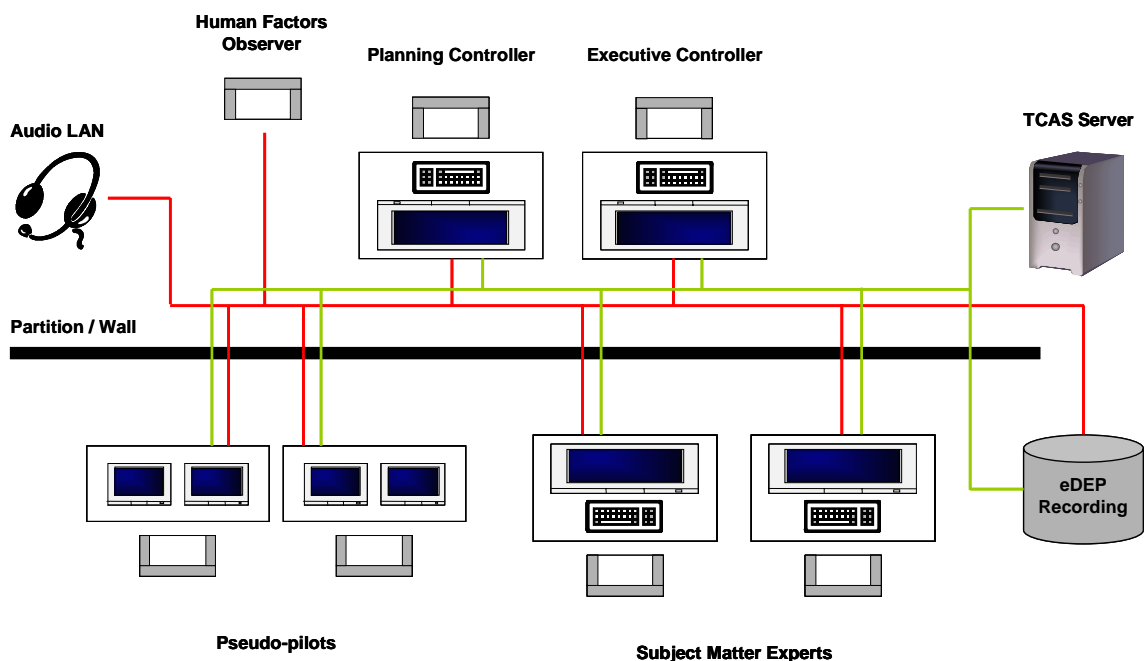 Human Factors
Observer
Planning Controller
Executive Controller
Audio LAN
TCAS Server
Partition / Wall
eDEP
Recording
Pseudo-pilots
Subject Matter Experts